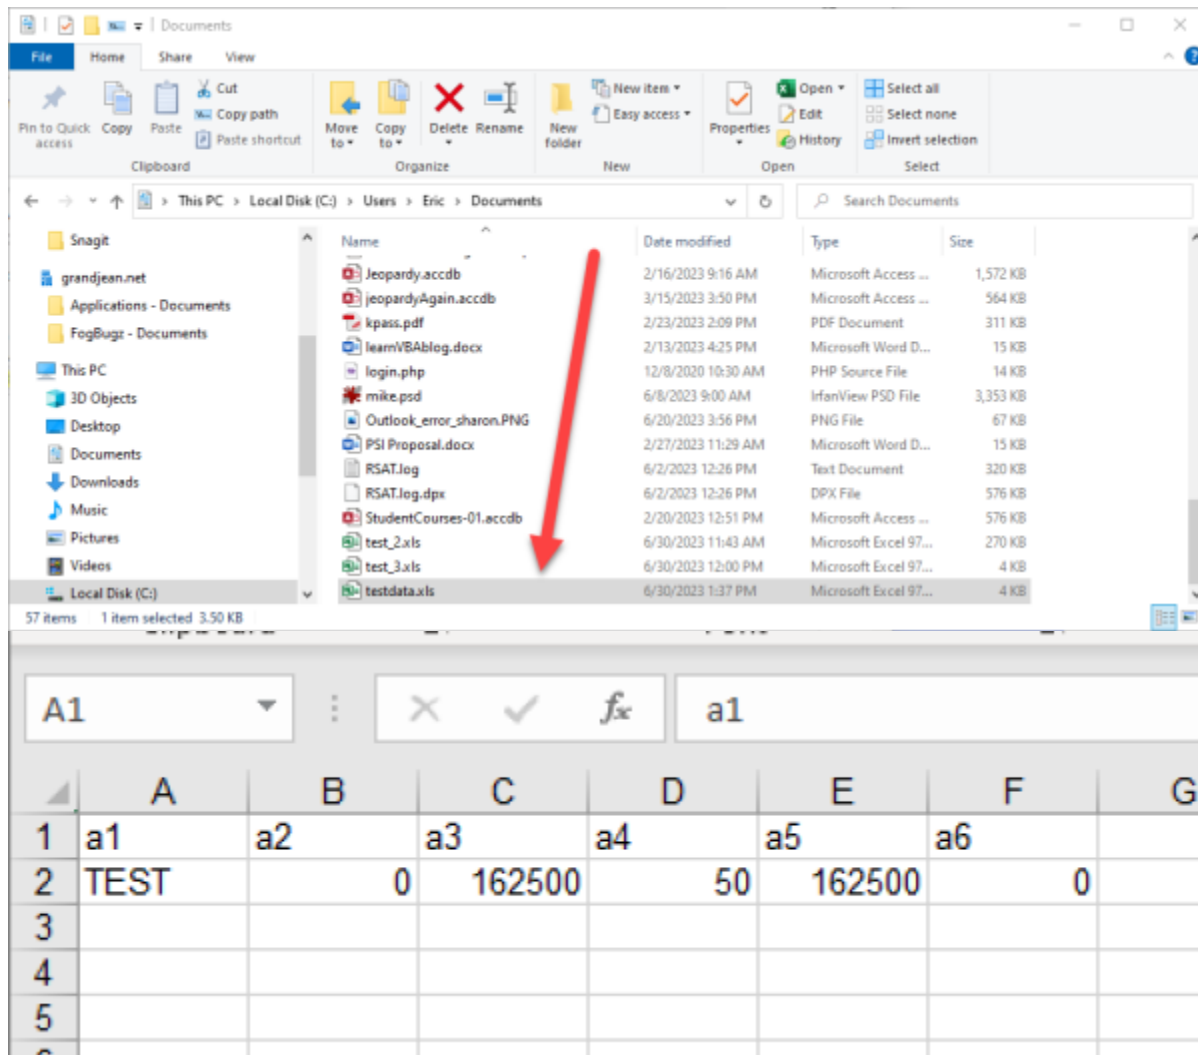 Documents
File Home Share View
Pin to Quick access Copy Paste Cut Copy path Paste shortcut
Move to Copy to Delete Rename New folder New item Easy access
Properties Open Edit History Select all Select none Invert selection
Clipboard Organize New Open Select
This PC > Local Disk (C:) > Users > Eric > Documents Search Documents
Snagit
grandjean.net
Applications - Documents
FogBugz - Documents
This PC
3D Objects
Desktop
Documents
Downloads
Music
Pictures
Videos
Local Disk (C:)
Name Date modified Type Size
Jeopardy.accdb 2/16/2023 9:16 AM Microsoft Access ... 1,572 KB
jeopardyAgain.accdb 3/15/2023 3:50 PM Microsoft Access ... 564 KB
kpass.pdf 2/23/2023 2:09 PM PDF Document 311 KB
learnVBAblog.docx 2/13/2023 4:25 PM Microsoft Word D... 15 KB
login.php 12/8/2020 10:30 AM PHP Source File 14 KB
mike.psd 6/8/2023 9:00 AM IrfanView PSD File 3,353 KB
Outlook_error_sharon.PNG 6/20/2023 3:56 PM PNG File 67 KB
PSI Proposal.docx 2/27/2023 11:29 AM Microsoft Word D... 15 KB
RSAT.log 6/2/2023 12:26 PM Text Document 320 KB
RSAT.log.dpx 6/2/2023 12:26 PM DPX File 576 KB
StudentCourses-01.accdb 2/20/2023 12:51 PM Microsoft Access ... 576 KB
test_2.xls 6/30/2023 11:43 AM Microsoft Excel 97... 270 KB
test_3.xls 6/30/2023 12:00 PM Microsoft Excel 97... 4 KB
testdata.xls 6/30/2023 1:37 PM Microsoft Excel 97... 4 KB
57 items 1 item selected 3.50 KB
A1 fx a1
A B C D E F G
1 a1 a2 a3 a4 a5 a6
2 TEST 0 162500 50 162500 0
3
4
5